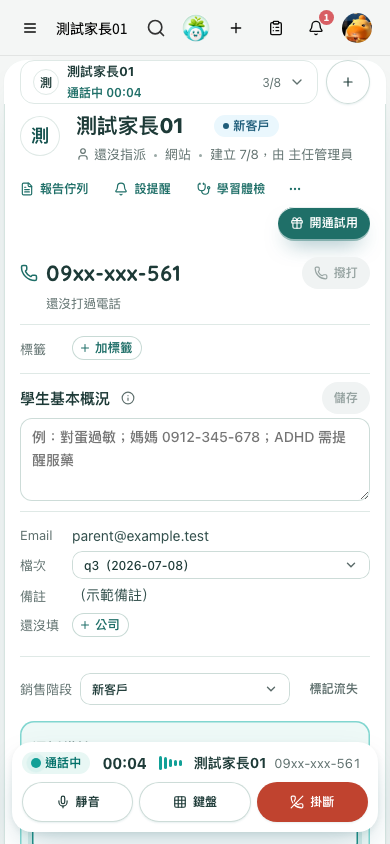 測試家長01
1
測
測試家長01
通話中 00:04
3/8
測
測試家長01
新客戶
還沒指派 • 網站 • 建立 7/8，由 主任管理員
報告佇列
設提醒
學習體檢
開通試用
09xx-xxx-561
撥打
還沒打過電話
標籤
+ 加標籤
學生基本概況
儲存
例：對蛋過敏；媽媽 0912-345-678；ADHD 需提
醒服藥
Email parent@example.test
檔次 q3（2026-07-08）
備註 （示範備註）
還沒填 + 公司
銷售階段 新客戶 標記流失
通話中 00:04 測試家長01 09xx-xxx-561
靜音
鍵盤
掛斷